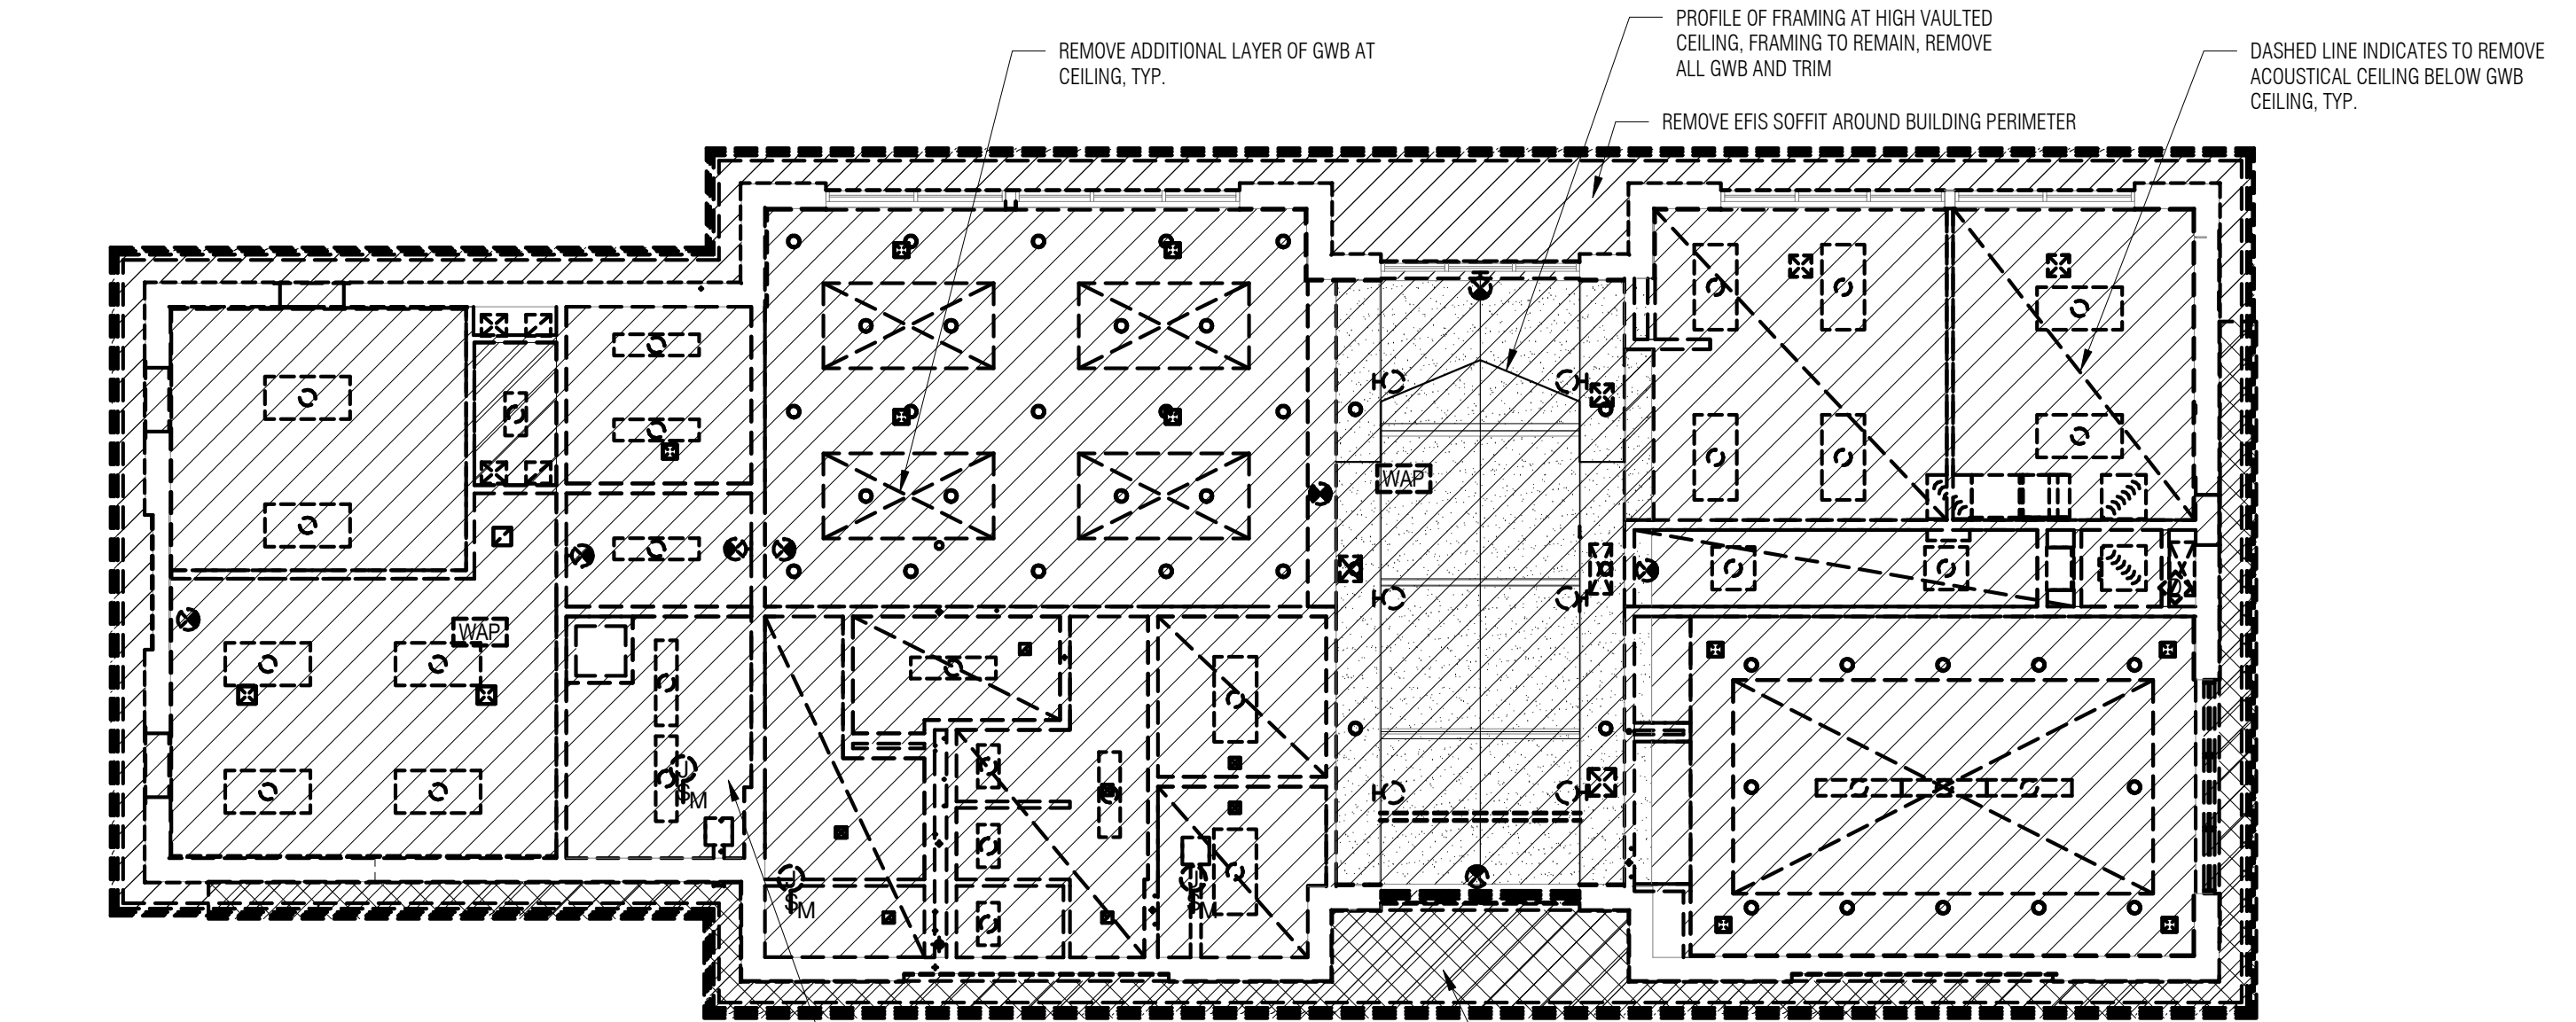 PROFILE OF FRAMING AT HIGH VAULTED
CEILING, FRAMING TO REMAIN, REMOVE
ALL GWB AND TRIM
REMOVE ADDITIONAL LAYER OF GWB AT
CEILING, TYP.
DASHED LINE INDICATES TO REMOVE
ACOUSTICAL CEILING BELOW GWB
CEILING, TYP.
REMOVE EFIS SOFFIT AROUND BUILDING PERIMETER
WAP
WAP
J
$M
J
$M
J
$M